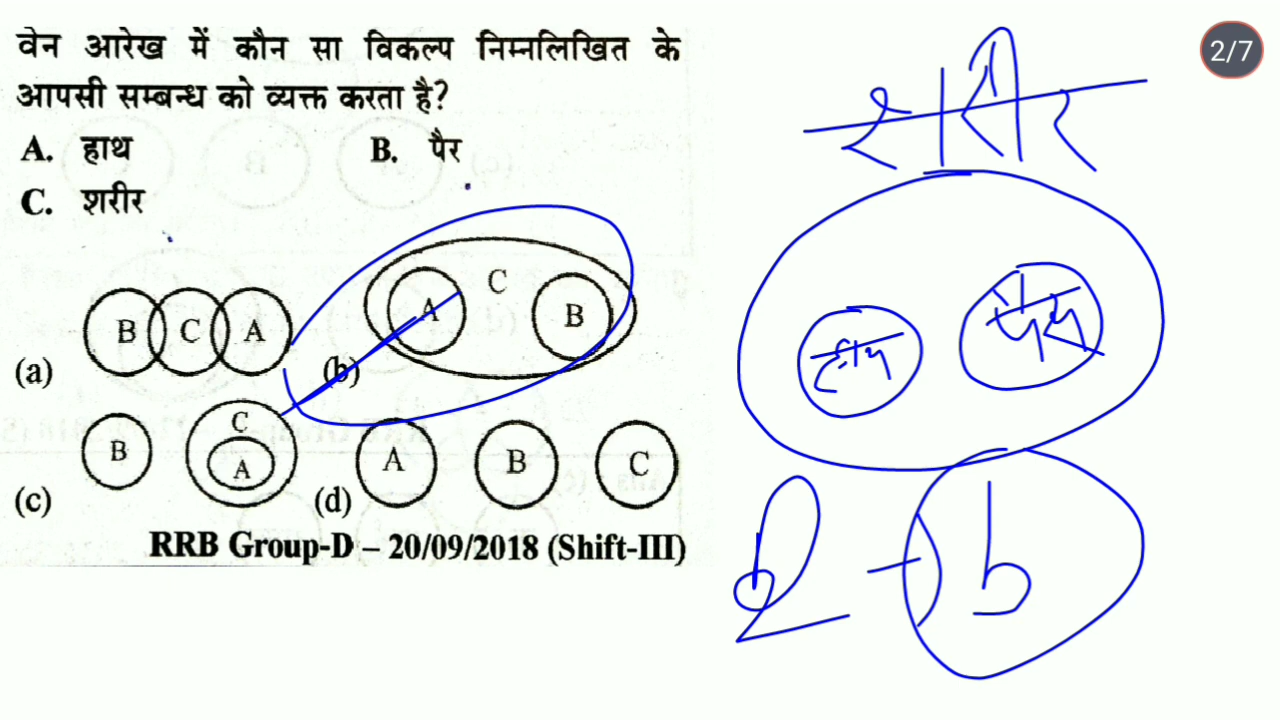 वेन आरेख में कौन सा विकल्प निम्नलिखित के
आपसी सम्बन्ध को व्यक्त करता है?
A. हाथ B. पैर
C. शरीर
(a) B C A
(b) A C B
(c) B C A
(d) A B C
RRB Group-D – 20/09/2018 (Shift-III)
2/7
शरीर
हाथ
b